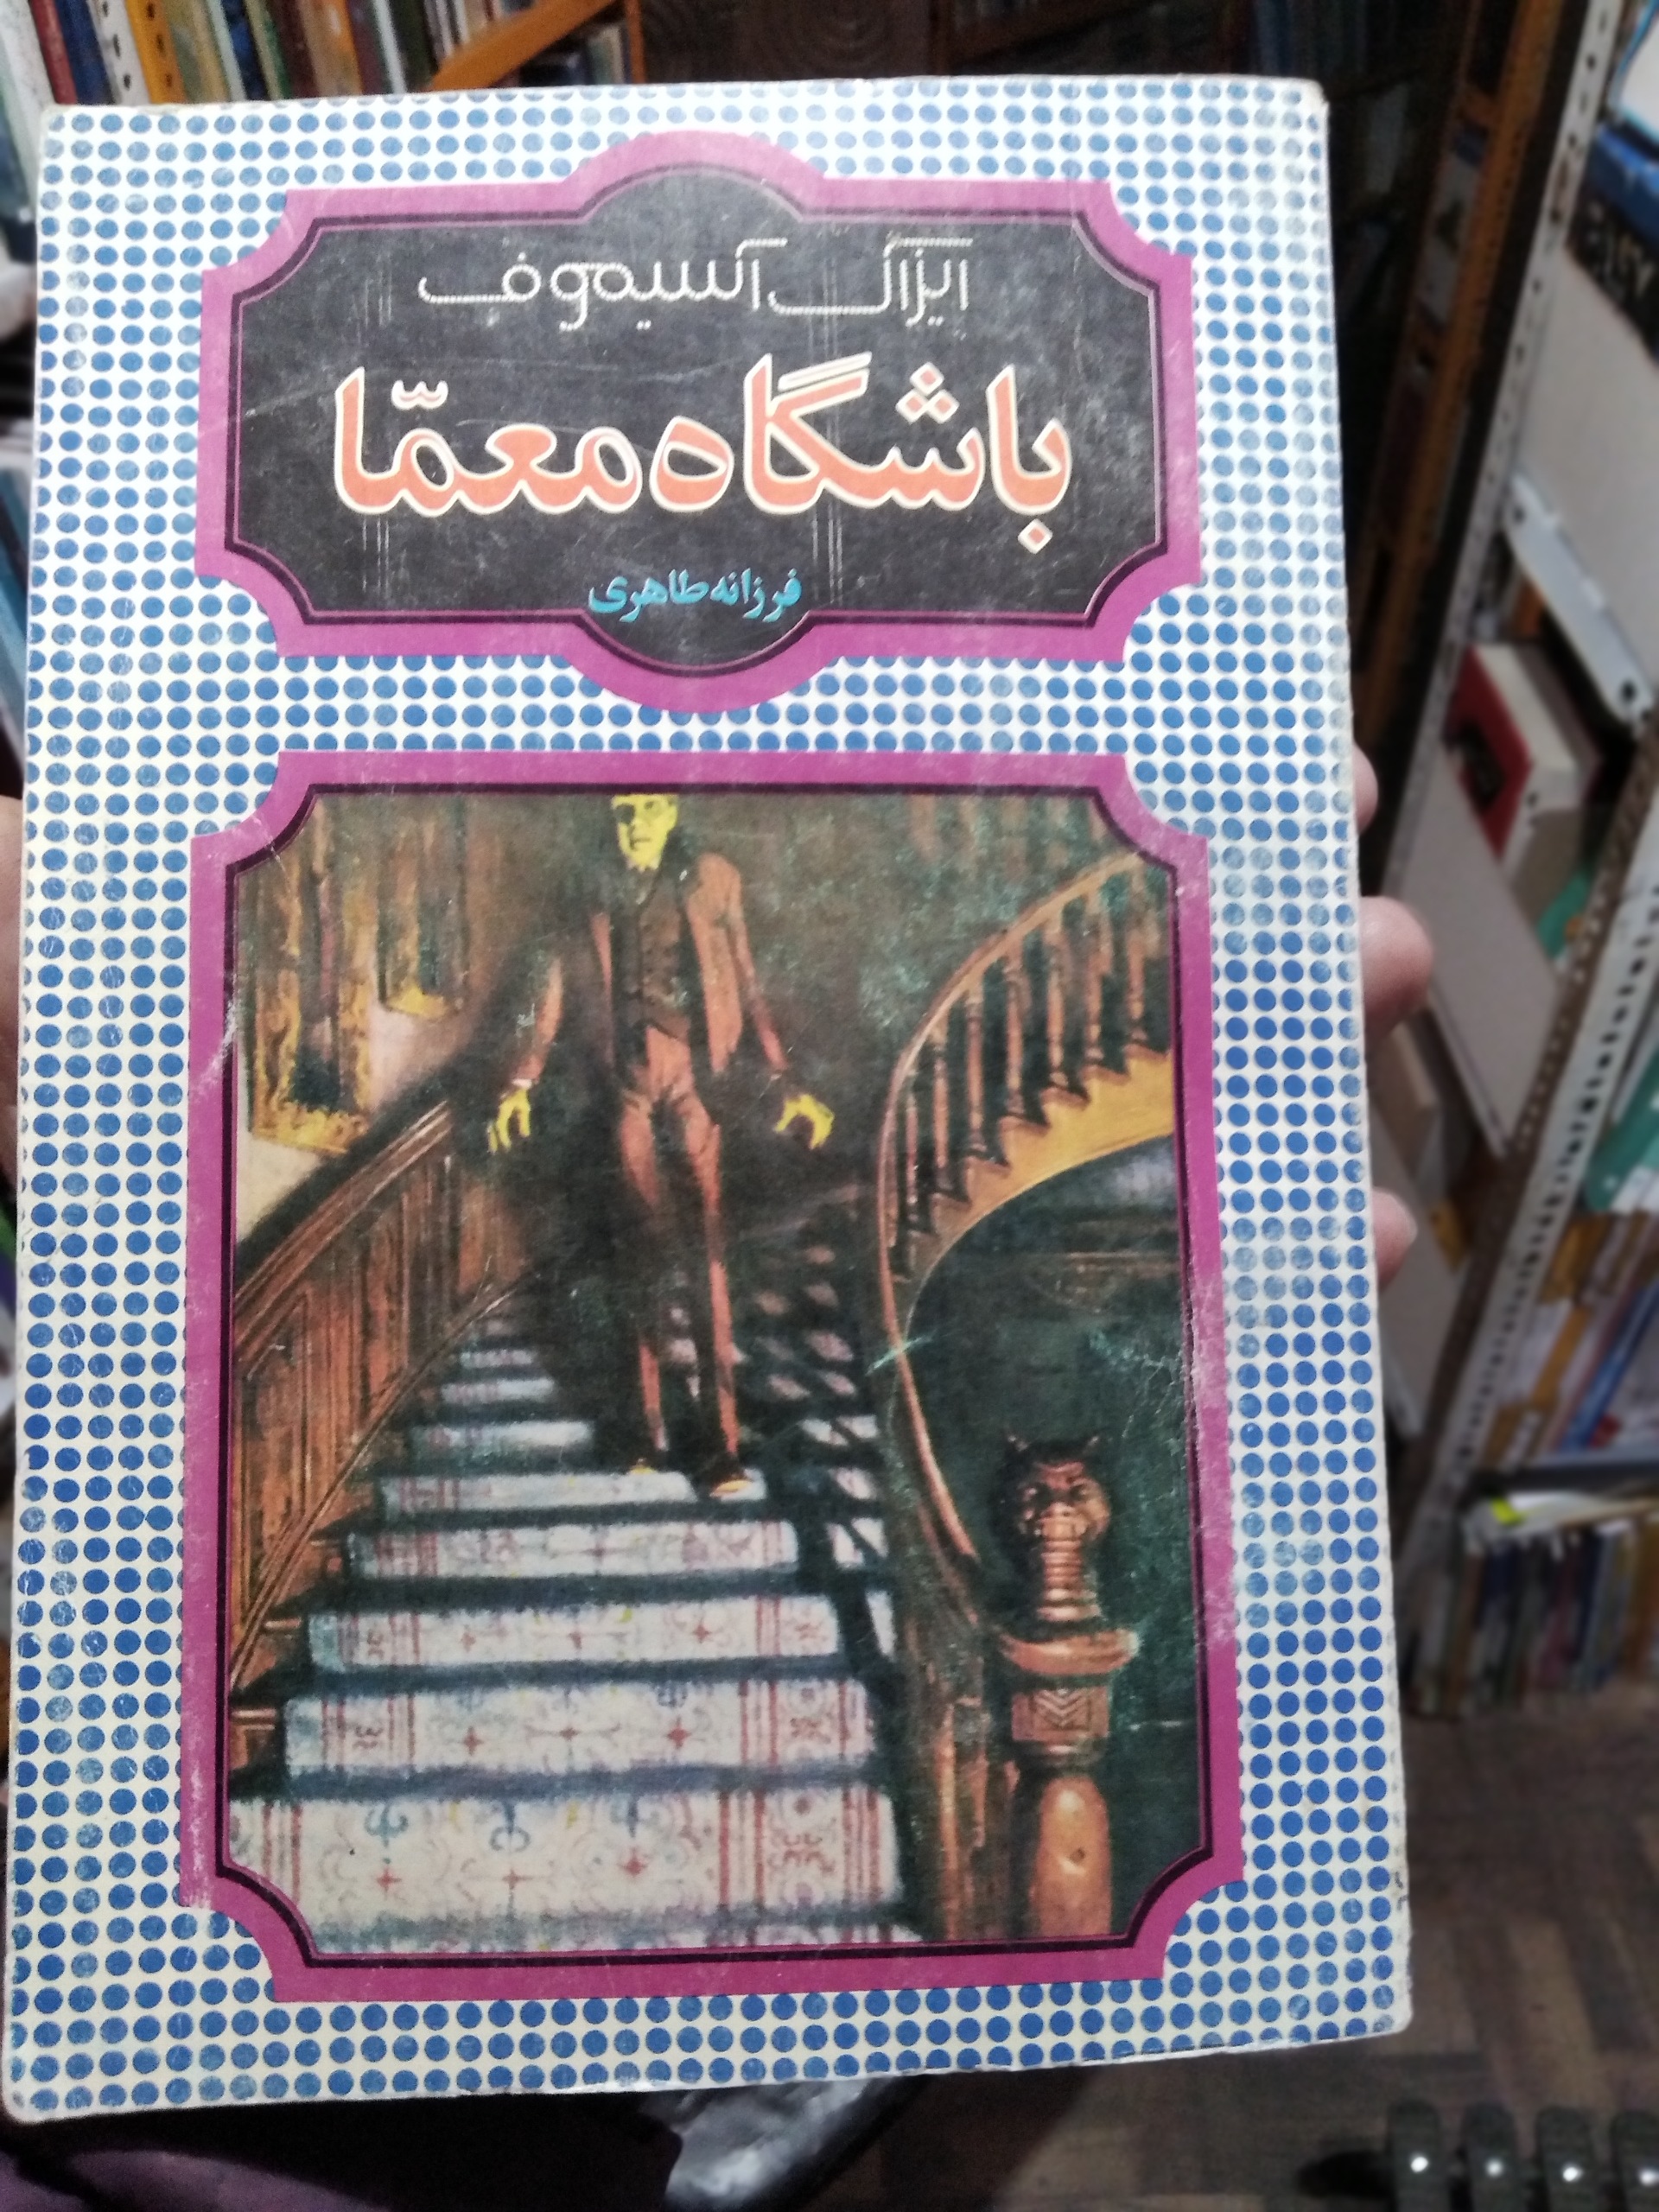 ایزاک آسیموف
باشگاه معمّا
فرزانه طاهری